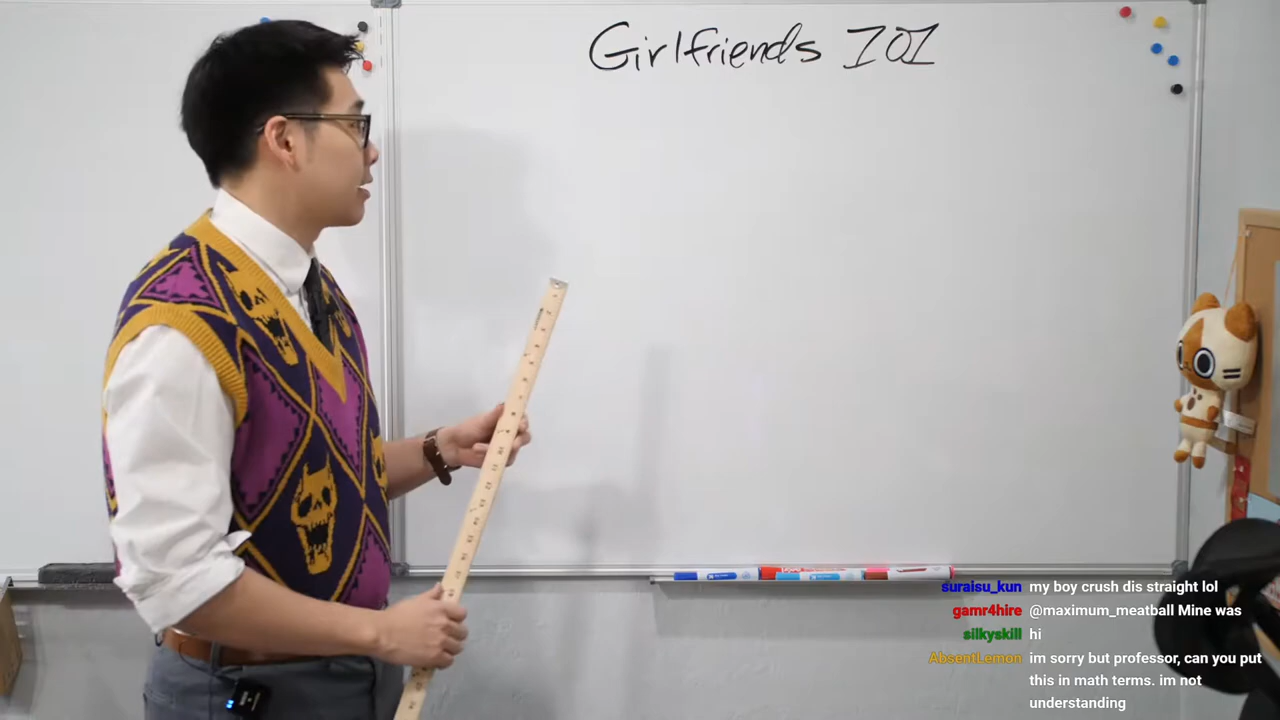 Girlfriends 101
suraisu_kun my boy crush dis straight lol
gamr4hire @maximum_meatball Mine was
silkyskill hi
AbsentLemon im sorry but professor, can you put
this in math terms. im not
understanding